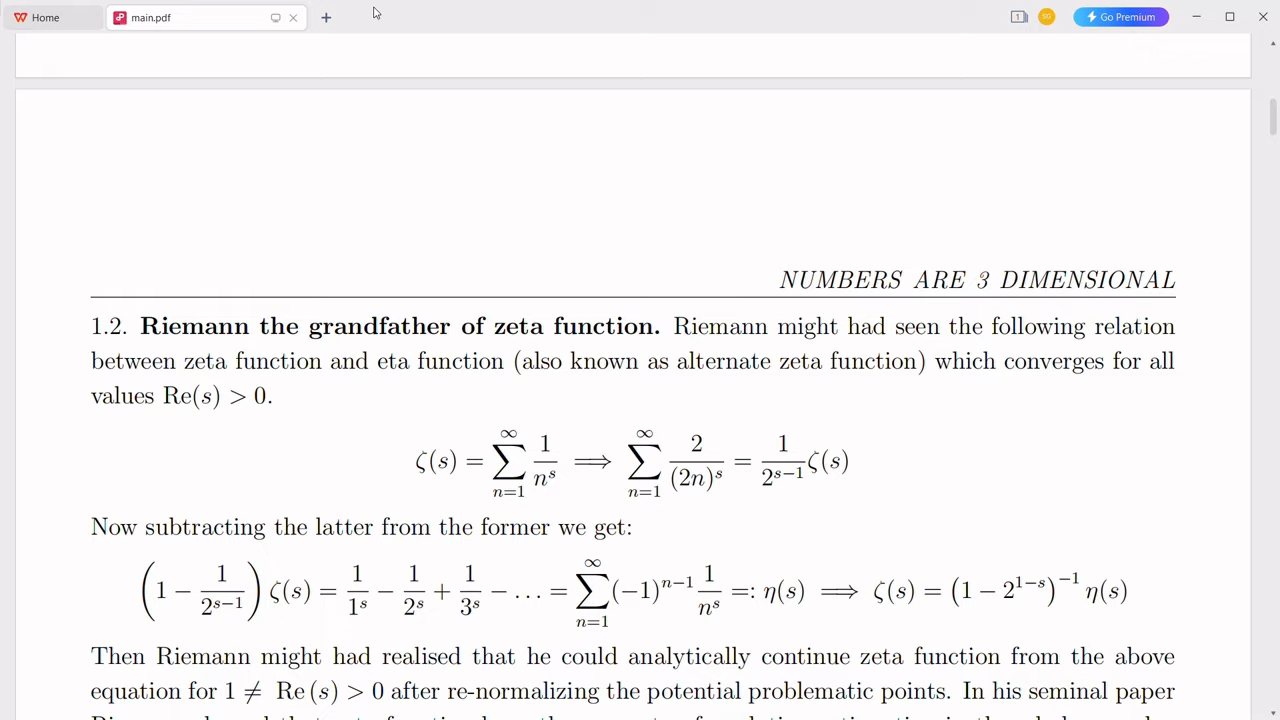 Home
main.pdf
Go Premium
NUMBERS ARE 3 DIMENSIONAL
1.2. Riemann the grandfather of zeta function. Riemann might had seen the following relation
between zeta function and eta function (also known as alternate zeta function) which converges for all
values Re(s) > 0.
ζ(s) = ∑_{n=1}^{∞} 1/n^s ⟹ ∑_{n=1}^{∞} 2/(2n)^s = 1/2^{s−1} ζ(s)
Now subtracting the latter from the former we get:
(1 − 1/2^{s−1}) ζ(s) = 1/1^s − 1/2^s + 1/3^s − … = ∑_{n=1}^{∞} (−1)^{n−1} 1/n^s =: η(s) ⟹ ζ(s) = (1 − 2^{1−s})^{−1} η(s)
Then Riemann might had realised that he could analytically continue zeta function from the above
equation for 1 ≠ Re (s) > 0 after re-normalizing the potential problematic points. In his seminal paper